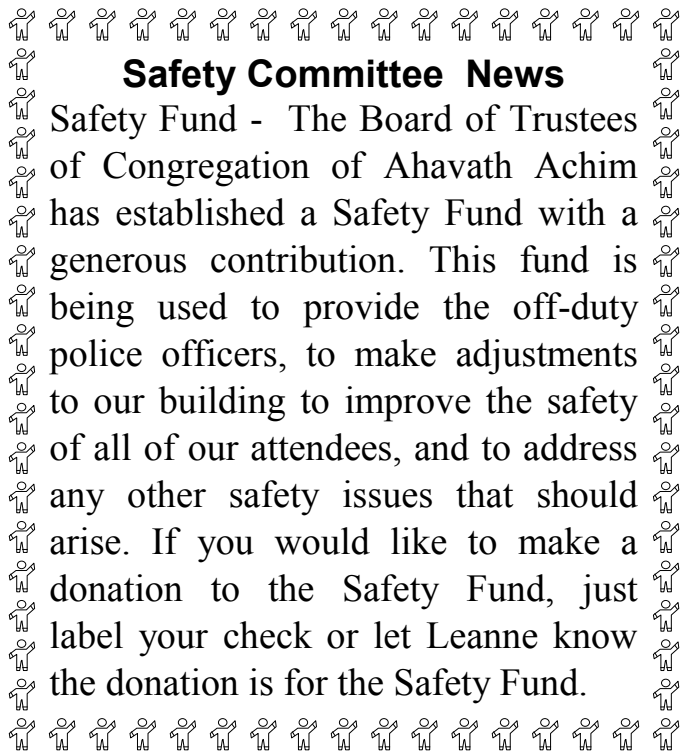 Safety Committee  News
Safety Fund -  The Board of Trustees
of Congregation of Ahavath Achim
has established a Safety Fund with a
generous contribution. This fund is
being used to provide the off-duty
police officers, to make adjustments
to our building to improve the safety
of all of our attendees, and to address
any other safety issues that should
arise. If you would like to make a
donation to the Safety Fund, just
label your check or let Leanne know
the donation is for the Safety Fund.